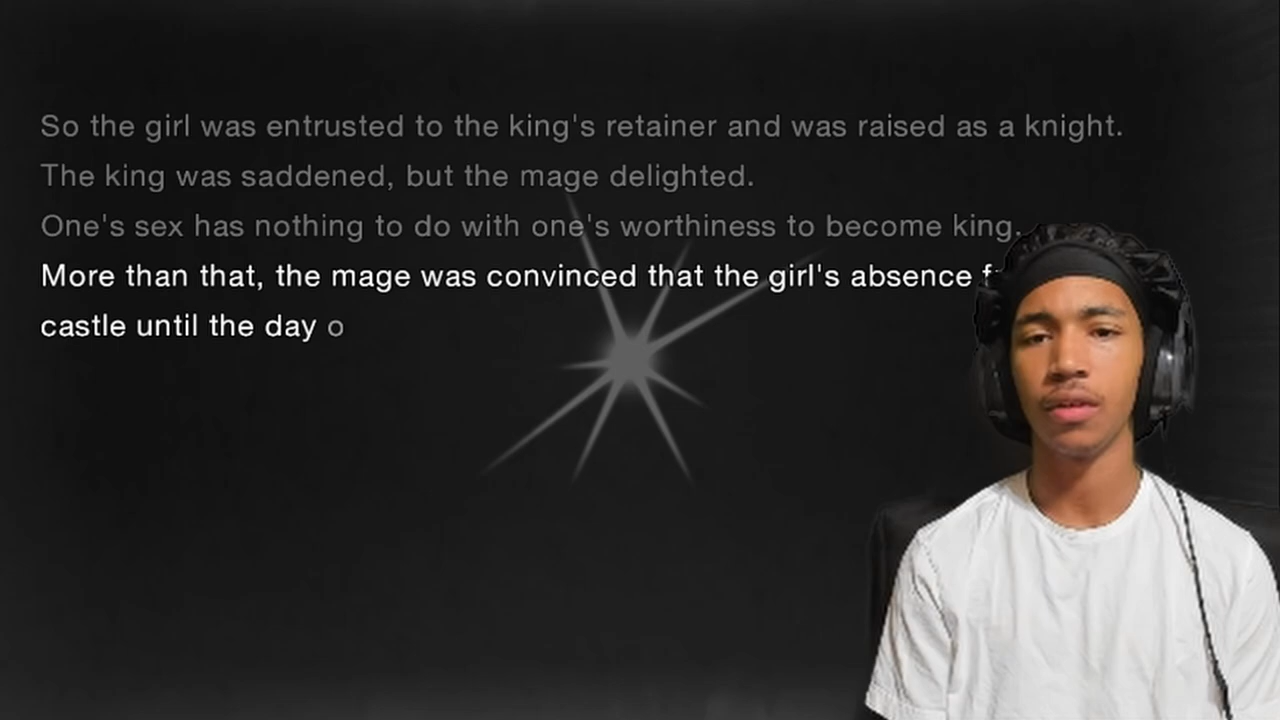 So the girl was entrusted to the king's retainer and was raised as a knight.
The king was saddened, but the mage delighted.
One's sex has nothing to do with one's worthiness to become king.
More than that, the mage was convinced that the girl's absence
castle until the day o